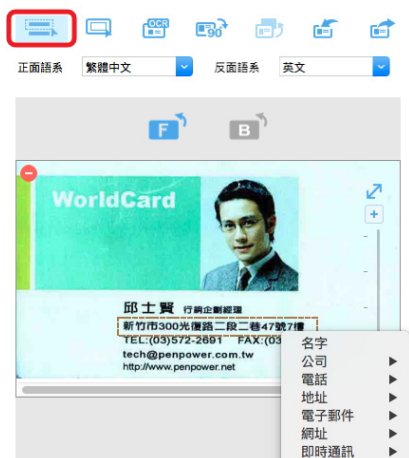 OCR
90°
正面語系 繁體中文 反面語系 英文
F B
WorldCard
邱士賢 行銷企劃經理
新竹市300光復路二段二巷47號7樓
TEL:(03)572-2691 FAX:(03
tech@penpower.com.tw
http://www.penpower.net
名字
公司
電話
地址
電子郵件
網址
即時通訊